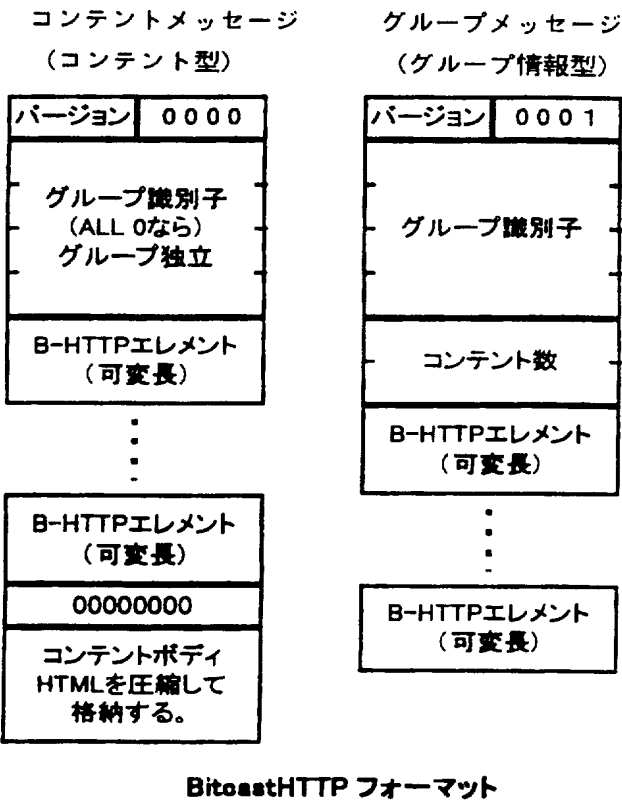 コンテントメッセージ
(コンテント型)
バージョン 0000
グループ識別子
(ALL 0なら)
グループ独立
B-HTTPエレメント
(可変長)
B-HTTPエレメント
(可変長)
00000000
コンテントボディ
HTMLを圧縮して
格納する。
グループメッセージ
(グループ情報型)
バージョン 0001
グループ識別子
コンテント数
B-HTTPエレメント
(可変長)
B-HTTPエレメント
(可変長)
BitcastHTTP フォーマット